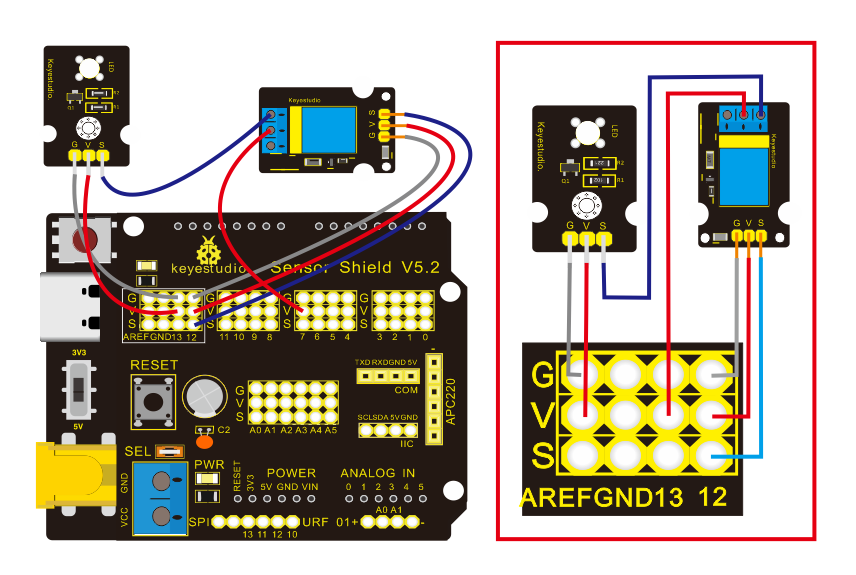 Keyestudio.
LED
Q1
R2
R1
G V S
Keyestudio
S
V
G
keyestudio
Sensor Shield V5.2
G
V
S
AREFGND13 12
11 10 9 8
7 6 5 4
3 2 1 0
3V3
5V
RESET
TXD RXDGND 5V
COM
G
V
S
A0 A1 A2 A3 A4 A5
C2
SCLSDA 5VGND
IIC
APC220
SEL
PWR
GND
VCC
RESET
3V3
POWER
5V GND VIN
ANALOG IN
0 1 2 3 4 5
A0 A1
SPI
URF
01+
-
13 11 12 10
Keyestudio.
LED
Q1
R2
R1
G V S
Keyestudio
G V S
G
V
S
AREFGND13 12